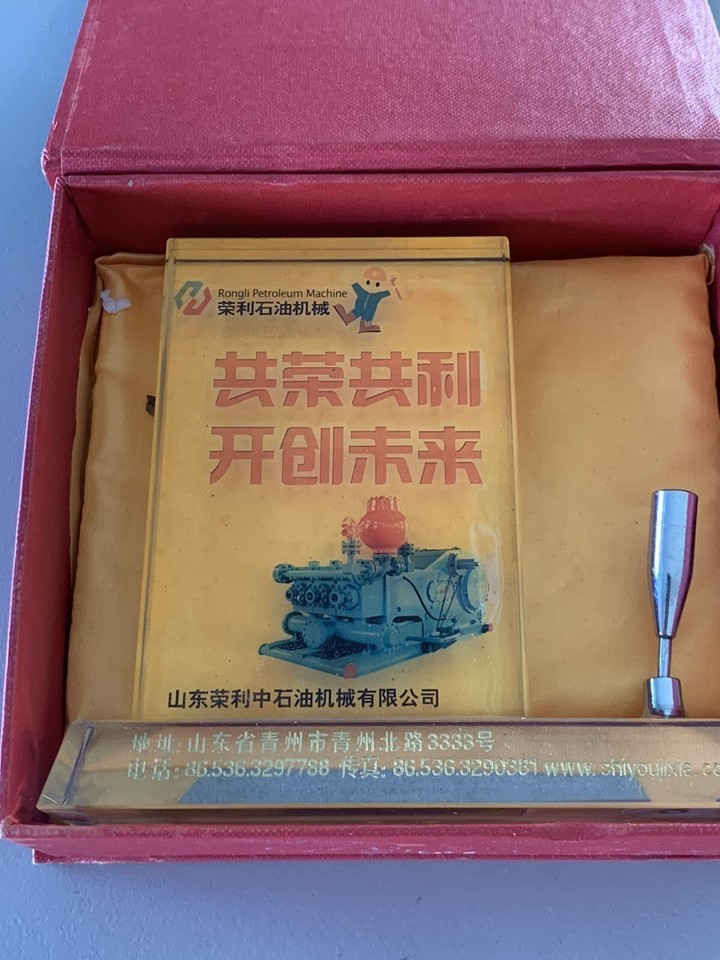 Rongli Petroleum Machine
荣利石油机械
共荣共利
开创未来
山东荣利中石油机械有限公司
地址:山东省青州市青州北路3333号
电话:86.536.3297788 传真:86.536.3290381 www.shiyoujixie.co